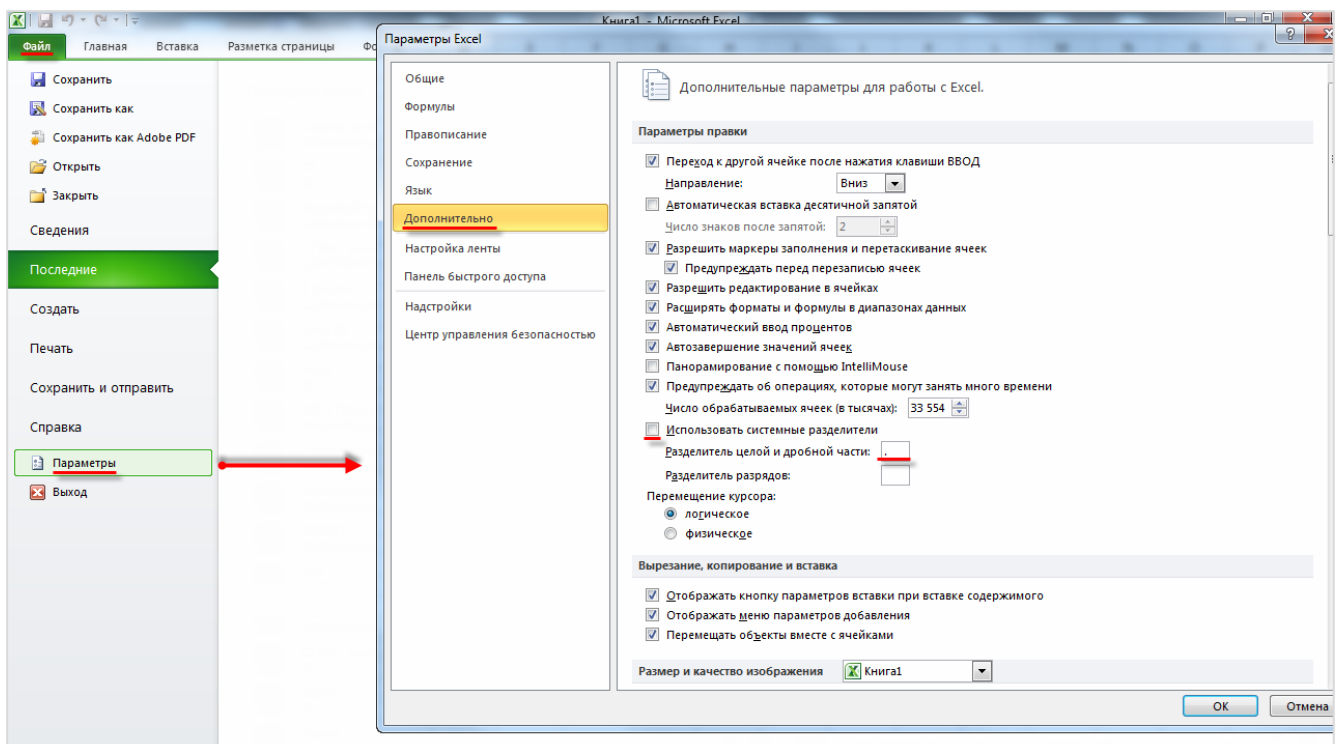 Книга1 - Microsoft Excel
Файл Главная Вставка Разметка страницы Фо
Сохранить
Сохранить как
Сохранить как Adobe PDF
Открыть
Закрыть
Сведения
Последние
Создать
Печать
Сохранить и отправить
Справка
Параметры
Выход
Параметры Excel
Общие
Формулы
Правописание
Сохранение
Язык
Дополнительно
Настройка ленты
Панель быстрого доступа
Надстройки
Центр управления безопасностью
Дополнительные параметры для работы с Excel.
Параметры правки
Переход к другой ячейке после нажатия клавиши ВВОД
Направление: Вниз
Автоматическая вставка десятичной запятой
Число знаков после запятой: 2
Разрешить маркеры заполнения и перетаскивание ячеек
Предупреждать перед перезаписью ячеек
Разрешить редактирование в ячейках
Расширять форматы и формулы в диапазонах данных
Автоматический ввод процентов
Автозавершение значений ячеек
Панорамирование с помощью IntelliMouse
Предупреждать об операциях, которые могут занять много времени
Число обрабатываемых ячеек (в тысячах): 33 554
Использовать системные разделители
Разделитель целой и дробной части: .
Разделитель разрядов:
Перемещение курсора:
логическое
физическое
Вырезание, копирование и вставка
Отображать кнопку параметров вставки при вставке содержимого
Отображать меню параметров добавления
Перемещать объекты вместе с ячейками
Размер и качество изображения Книга1
ОК Отмена